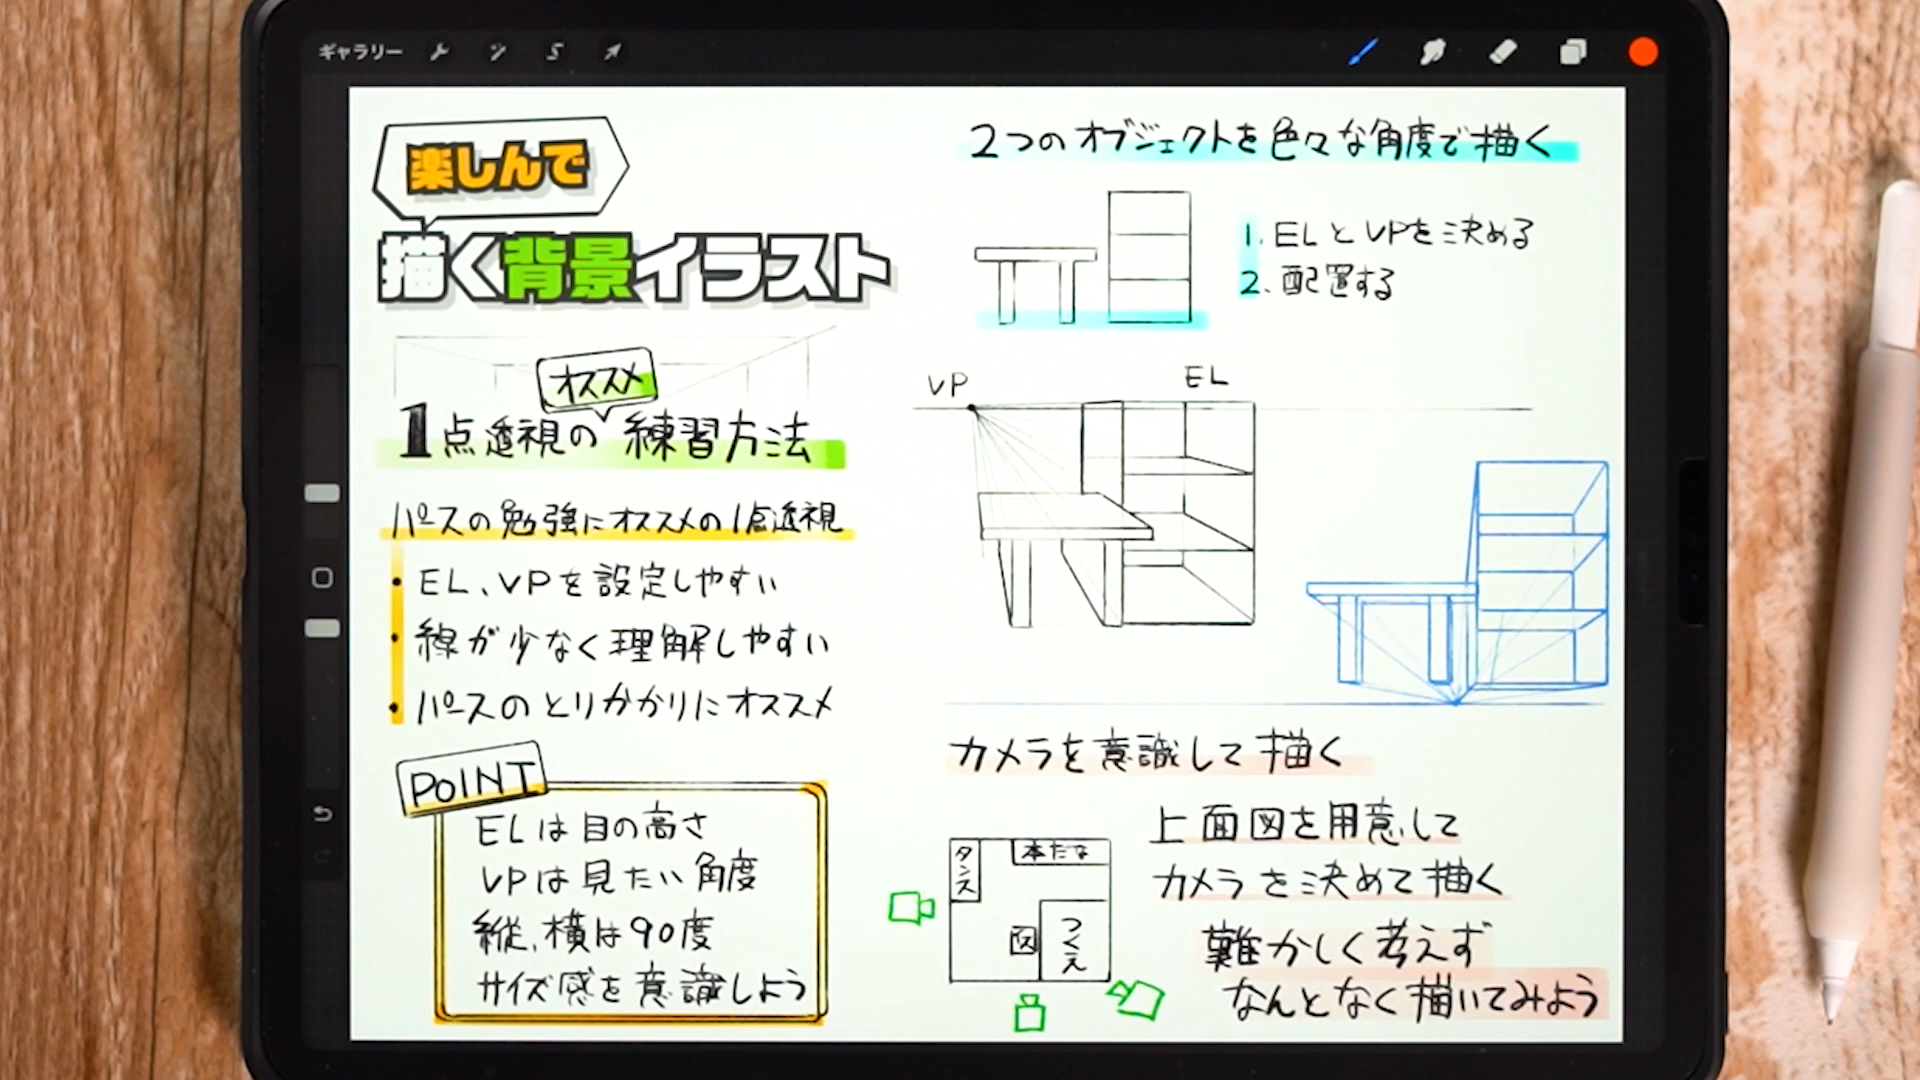 ギャラリー
楽しんで
描く背景イラスト
オススメ
1点透視の練習方法
パースの勉強にオススメの1点透視
・EL、VPを設定しやすい
・線が少なく理解しやすい
・パースのとりかかりにオススメ
POINT
ELは目の高さ
VPは見たい角度
縦、横は90度
サイズ感を意識しよう
2つのオブジェクトを色々な角度で描く
1. ELとVPを決める
2. 配置する
VP
EL
カメラを意識して描く
タンス
本だな
つくえ
上面図を用意して
カメラを決めて描く
難かしく考えず
なんとなく描いてみよう